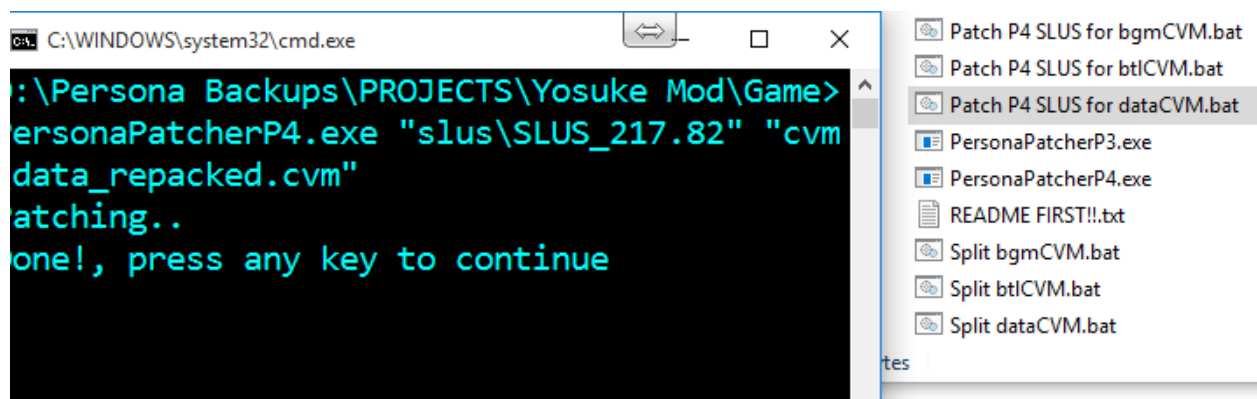 C:\WINDOWS\system32\cmd.exe
:\Persona Backups\PROJECTS\Yosuke Mod\Game>
ersonaPatcherP4.exe "slus\SLUS_217.82" "cvm
data_repacked.cvm"
atching..
one!, press any key to continue
Patch P4 SLUS for bgmCVM.bat
Patch P4 SLUS for btlCVM.bat
Patch P4 SLUS for dataCVM.bat
PersonaPatcherP3.exe
PersonaPatcherP4.exe
README FIRST!!.txt
Split bgmCVM.bat
Split btlCVM.bat
Split dataCVM.bat
tes